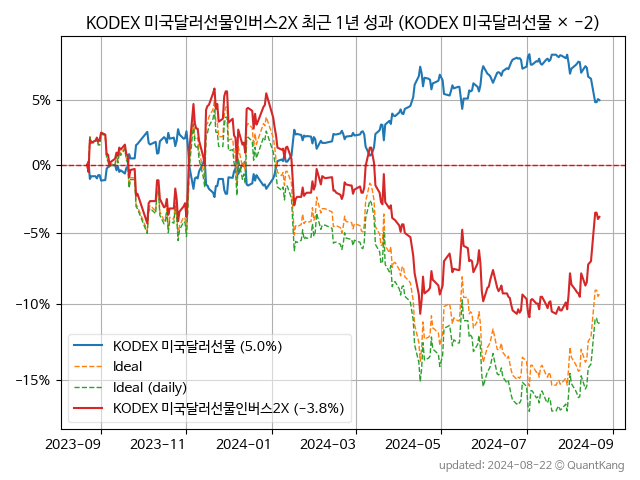 KODEX 미국달러선물인버스2X 최근 1년 성과 (KODEX 미국달러선물 × −2)
5%
0%
−5%
−10%
−15%
KODEX 미국달러선물 (5.0%)
Ideal
Ideal (daily)
KODEX 미국달러선물인버스2X (−3.8%)
2023−09 2023−11 2024−01 2024−03 2024−05 2024−07 2024−09
updated: 2024−08−22 © QuantKang